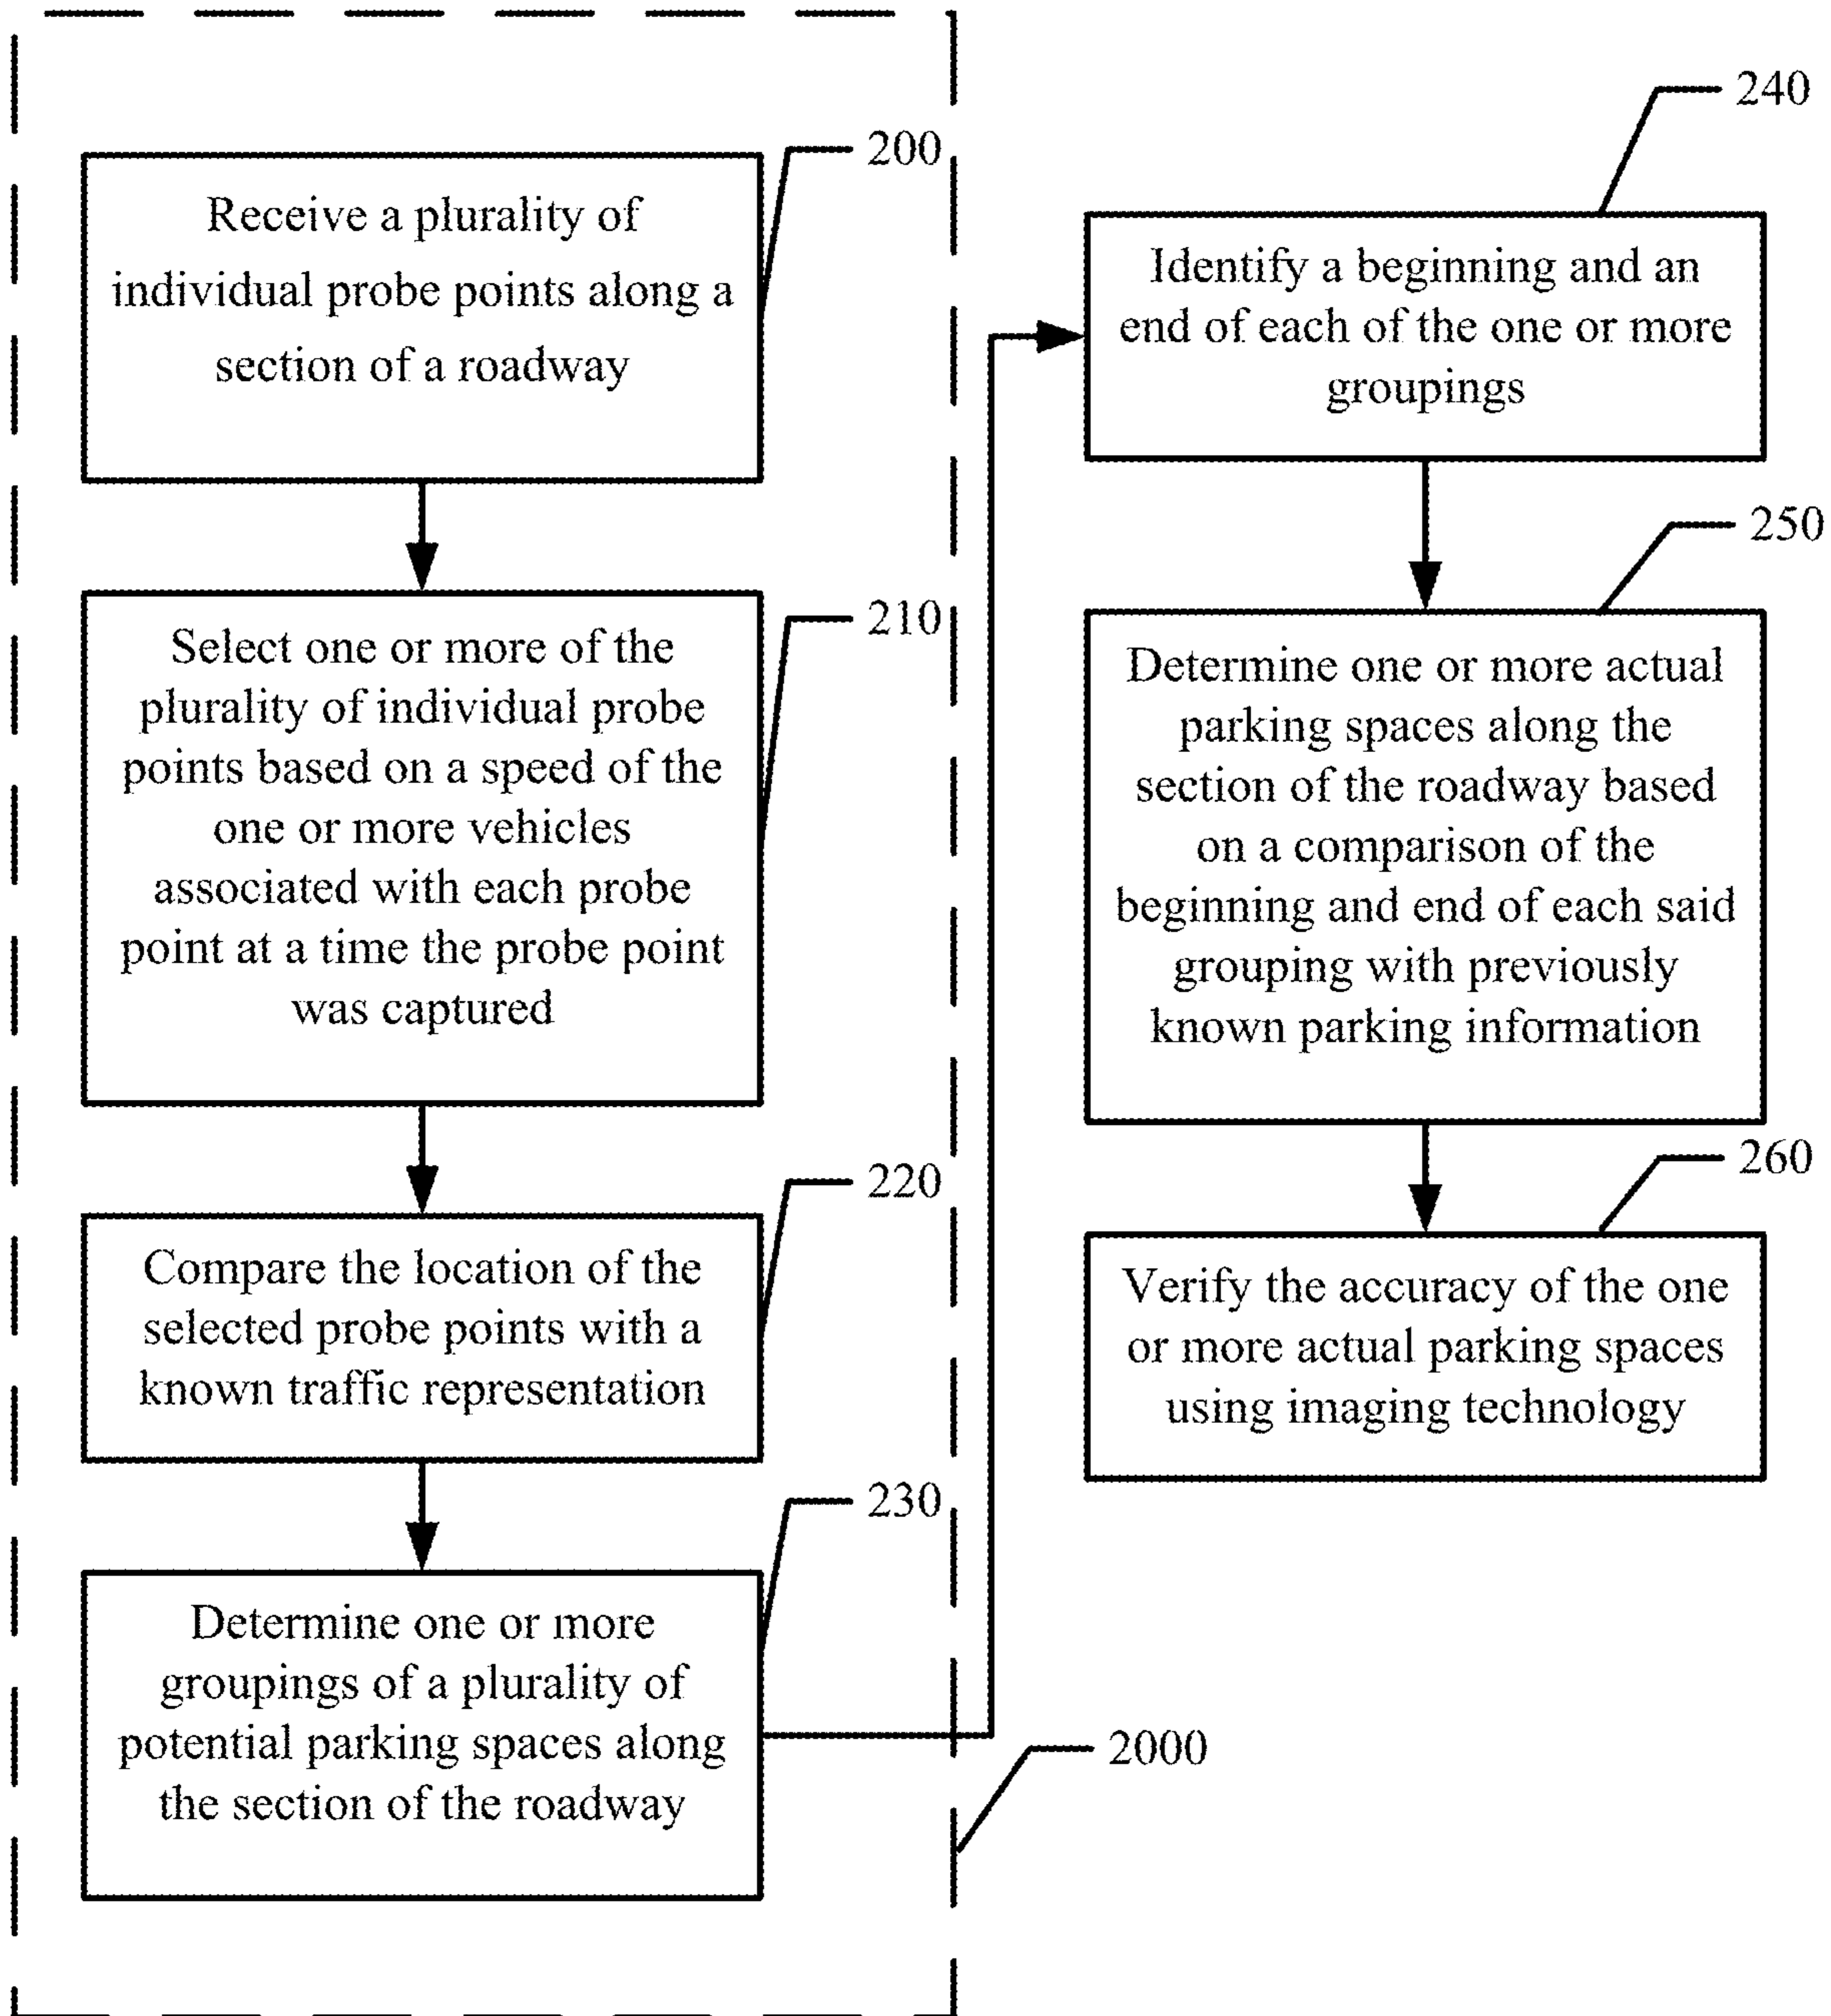 200
Receive a plurality of
individual probe points along a
section of a roadway
210
Select one or more of the
plurality of individual probe
points based on a speed of the
one or more vehicles
associated with each probe
point at a time the probe point
was captured
220
Compare the location of the
selected probe points with a
known traffic representation
230
Determine one or more
groupings of a plurality of
potential parking spaces along
the section of the roadway
2000
240
Identify a beginning and an
end of each of the one or more
groupings
250
Determine one or more actual
parking spaces along the
section of the roadway based
on a comparison of the
beginning and end of each said
grouping with previously
known parking information
260
Verify the accuracy of the one
or more actual parking spaces
using imaging technology